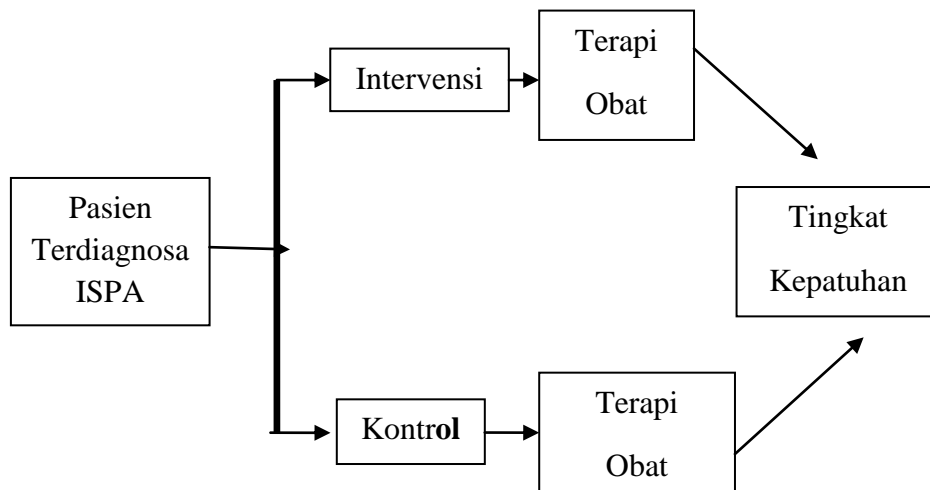 Terapi
Obat
Intervensi
Pasien
Terdiagnosa
ISPA
Tingkat
Kepatuhan
Kontrol
Terapi
Obat